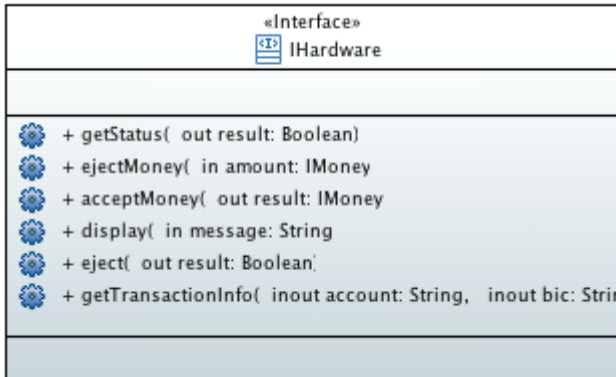 «Interface»
IHardware
+ getStatus( out result: Boolean)
+ ejectMoney( in amount: IMoney
+ acceptMoney( out result: IMoney
+ display( in message: String
+ eject( out result: Boolean
+ getTransactionInfo( inout account: String, inout bic: Strin